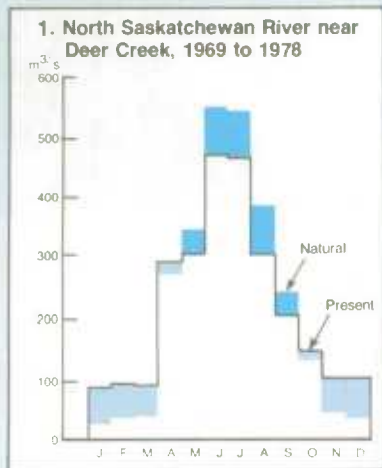 1. North Saskatchewan River near
Deer Creek, 1969 to 1978
m³/s
600
500
400
300
200
100
0
Natural
Present
J F M A M J J A S O N D